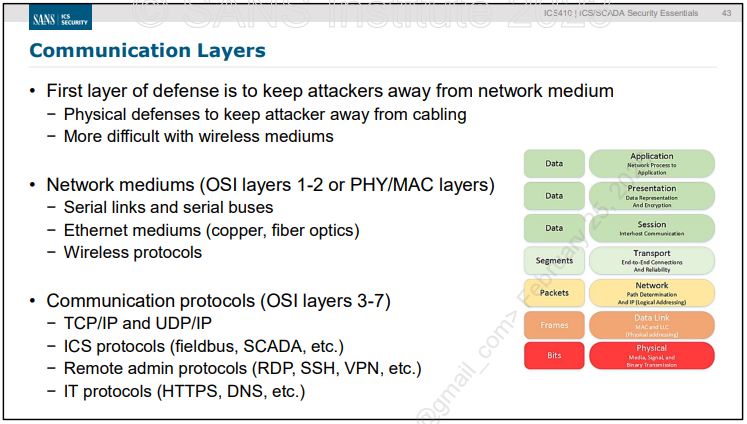 © SANS Institute 202
SANS ICS SECURITY
ICS410 | ICS/SCADA Security Essentials 43
Communication Layers
• First layer of defense is to keep attackers away from network medium
− Physical defenses to keep attacker away from cabling
− More difficult with wireless mediums
• Network mediums (OSI layers 1-2 or PHY/MAC layers)
− Serial links and serial buses
− Ethernet mediums (copper, fiber optics)
− Wireless protocols
• Communication protocols (OSI layers 3-7)
− TCP/IP and UDP/IP
− ICS protocols (fieldbus, SCADA, etc.)
− Remote admin protocols (RDP, SSH, VPN, etc.)
− IT protocols (HTTPS, DNS, etc.)
Data
Application
Network Process to
Application
Data
Presentation
Data Representation
And Encryption
Data
Session
Interhost Communication
Segments
Transport
End-to-End Connections
And Reliability
Packets
Network
Path Determination
And IP (Logical Addressing)
Frames
Data Link
MAC and LLC
(Physical addressing)
Bits
Physical
Media, Signal, and
Binary Transmission
@gmail_com> February 25, 20